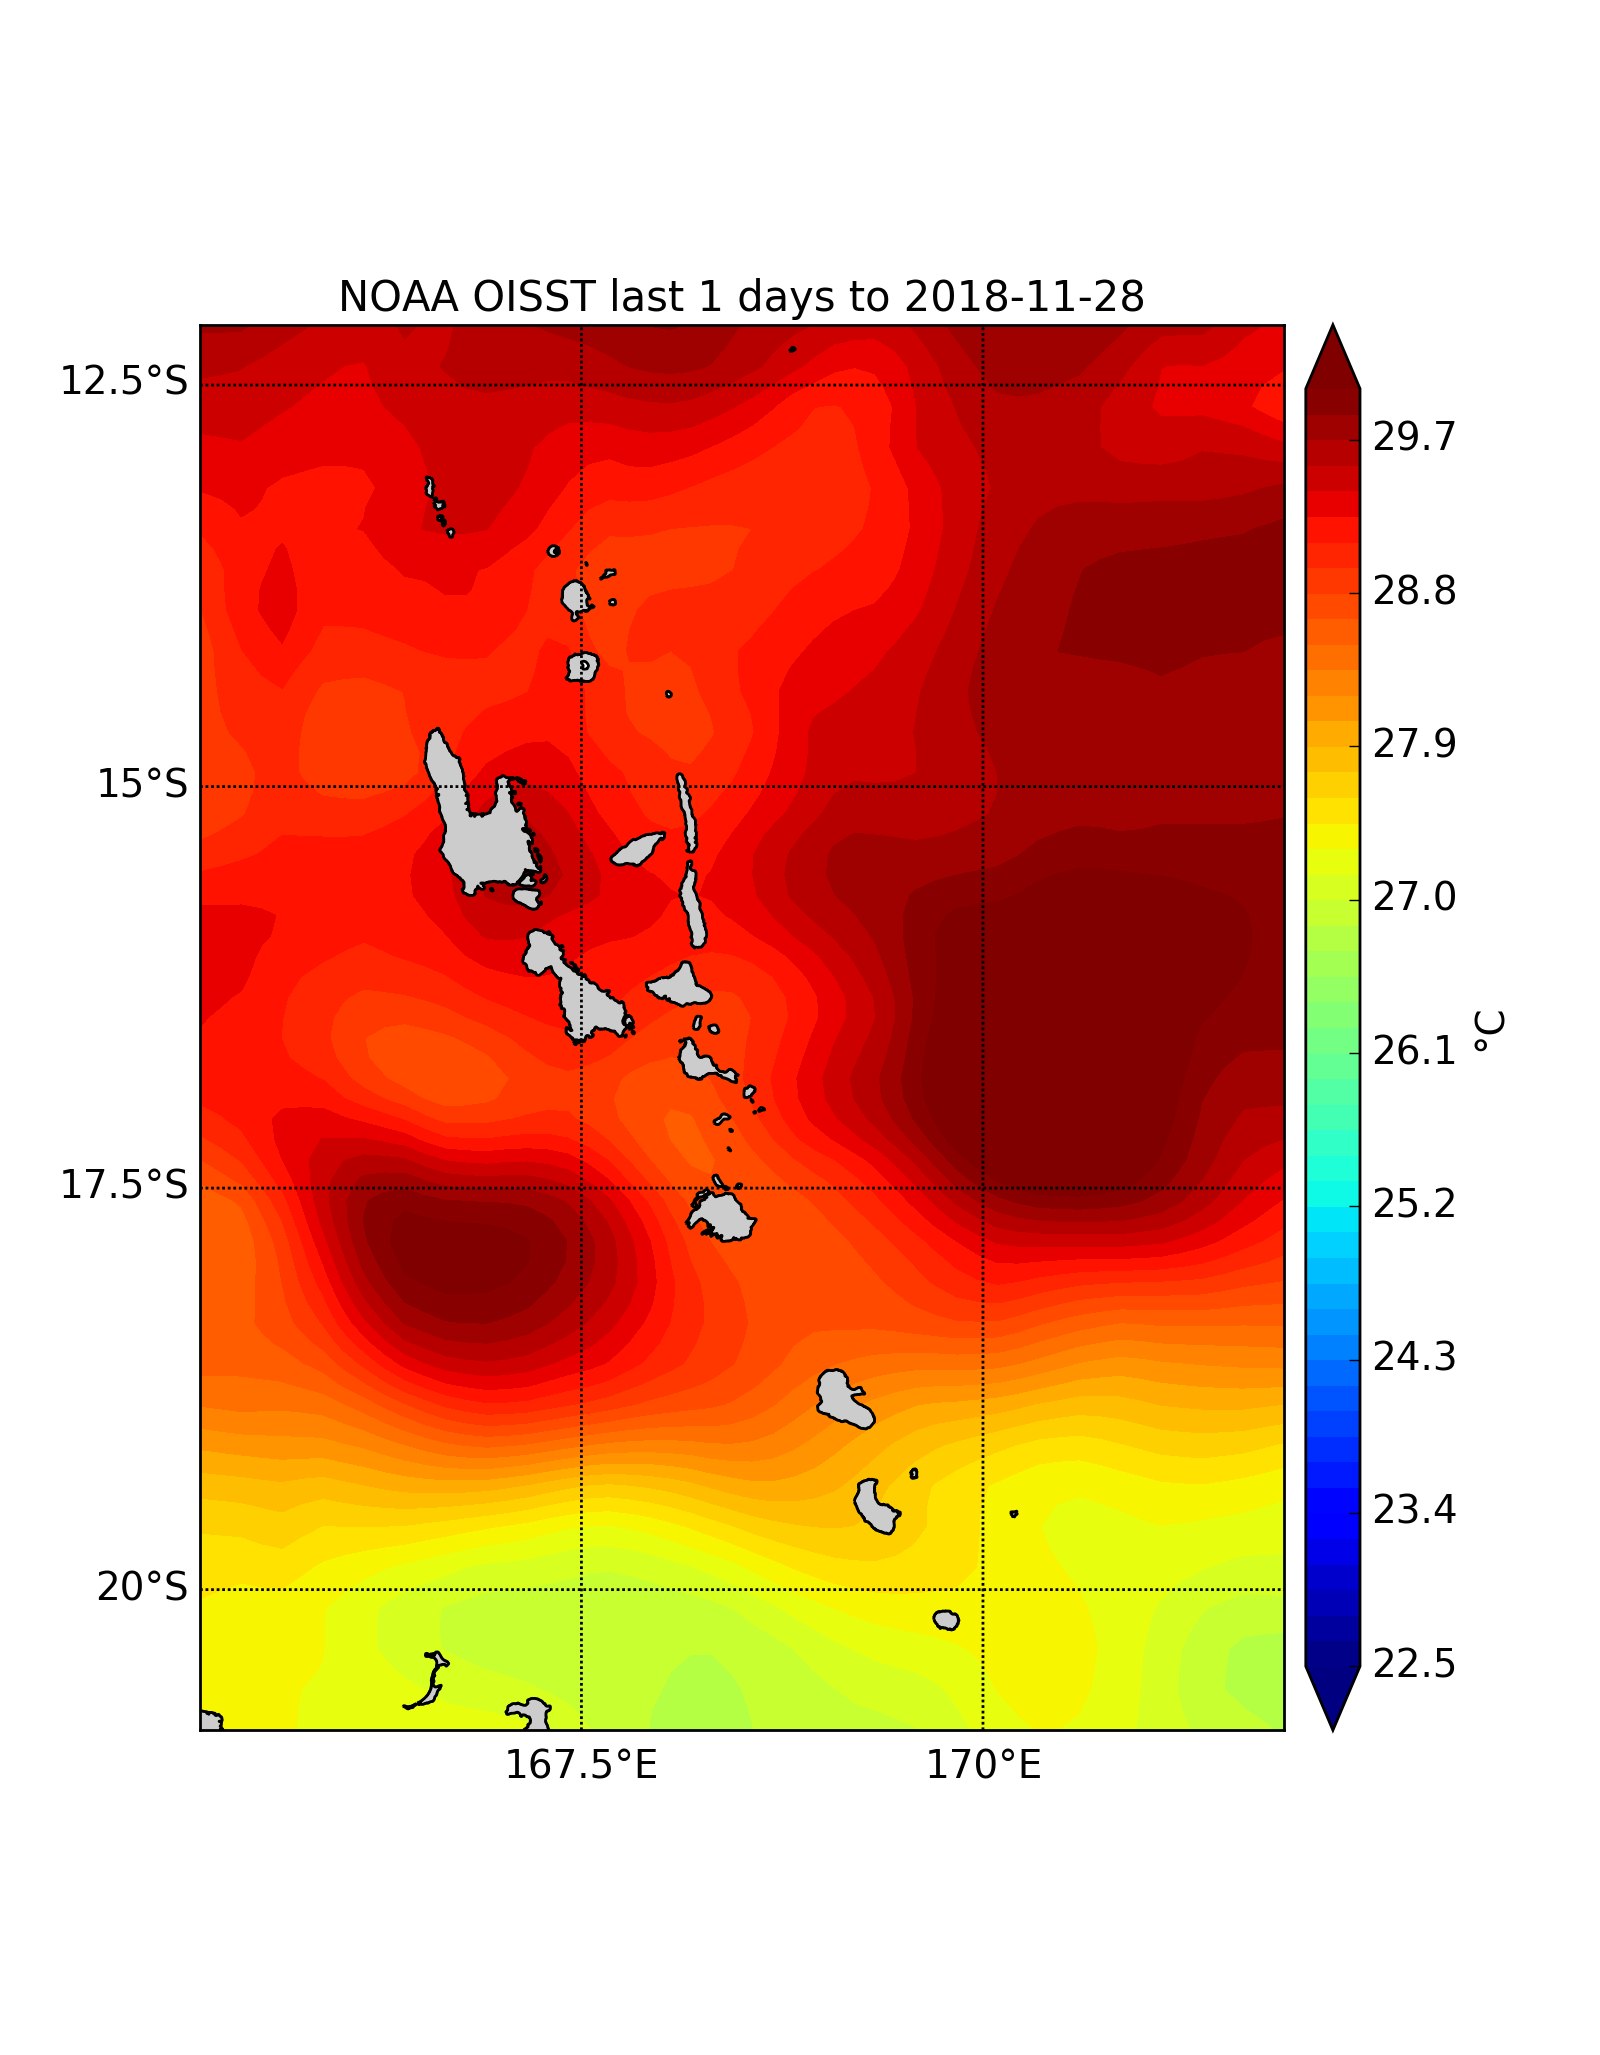 NOAA OISST last 1 days to 2018-11-28
12.5°S
15°S
17.5°S
20°S
167.5°E
170°E
29.7
28.8
27.9
27.0
26.1
25.2
24.3
23.4
22.5
°C